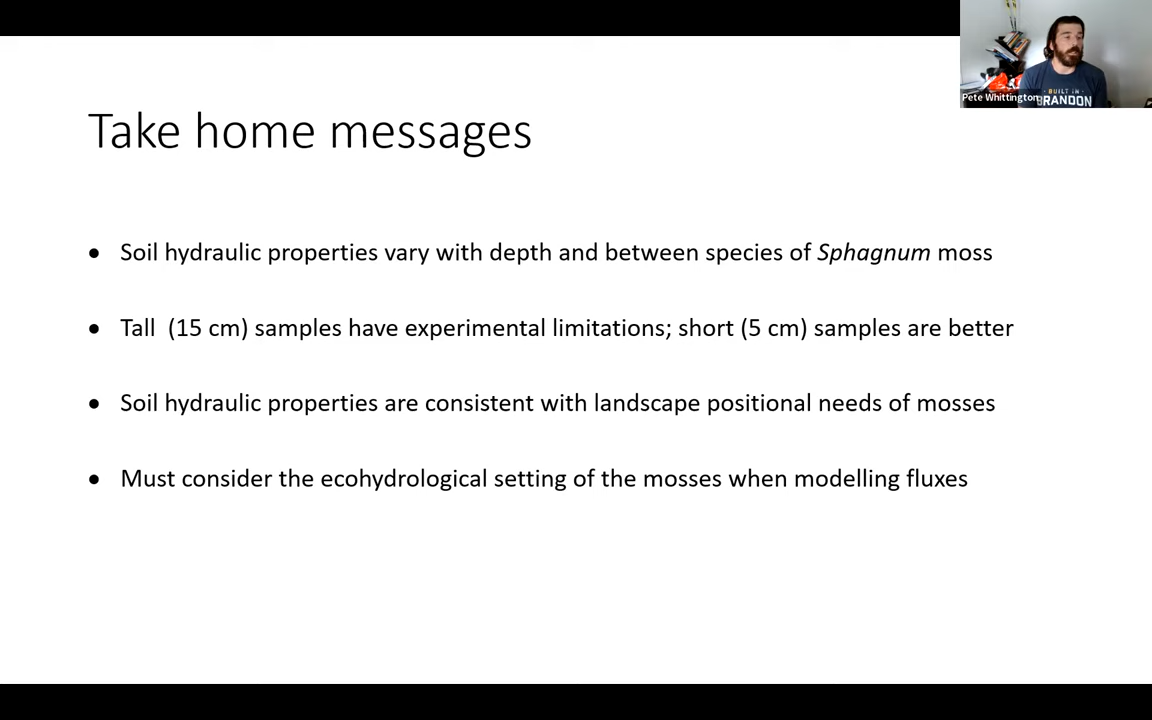 Pete Whittington
BUILT IN
BRANDON
Take home messages
• Soil hydraulic properties vary with depth and between species of Sphagnum moss
• Tall  (15 cm) samples have experimental limitations; short (5 cm) samples are better
• Soil hydraulic properties are consistent with landscape positional needs of mosses
• Must consider the ecohydrological setting of the mosses when modelling fluxes